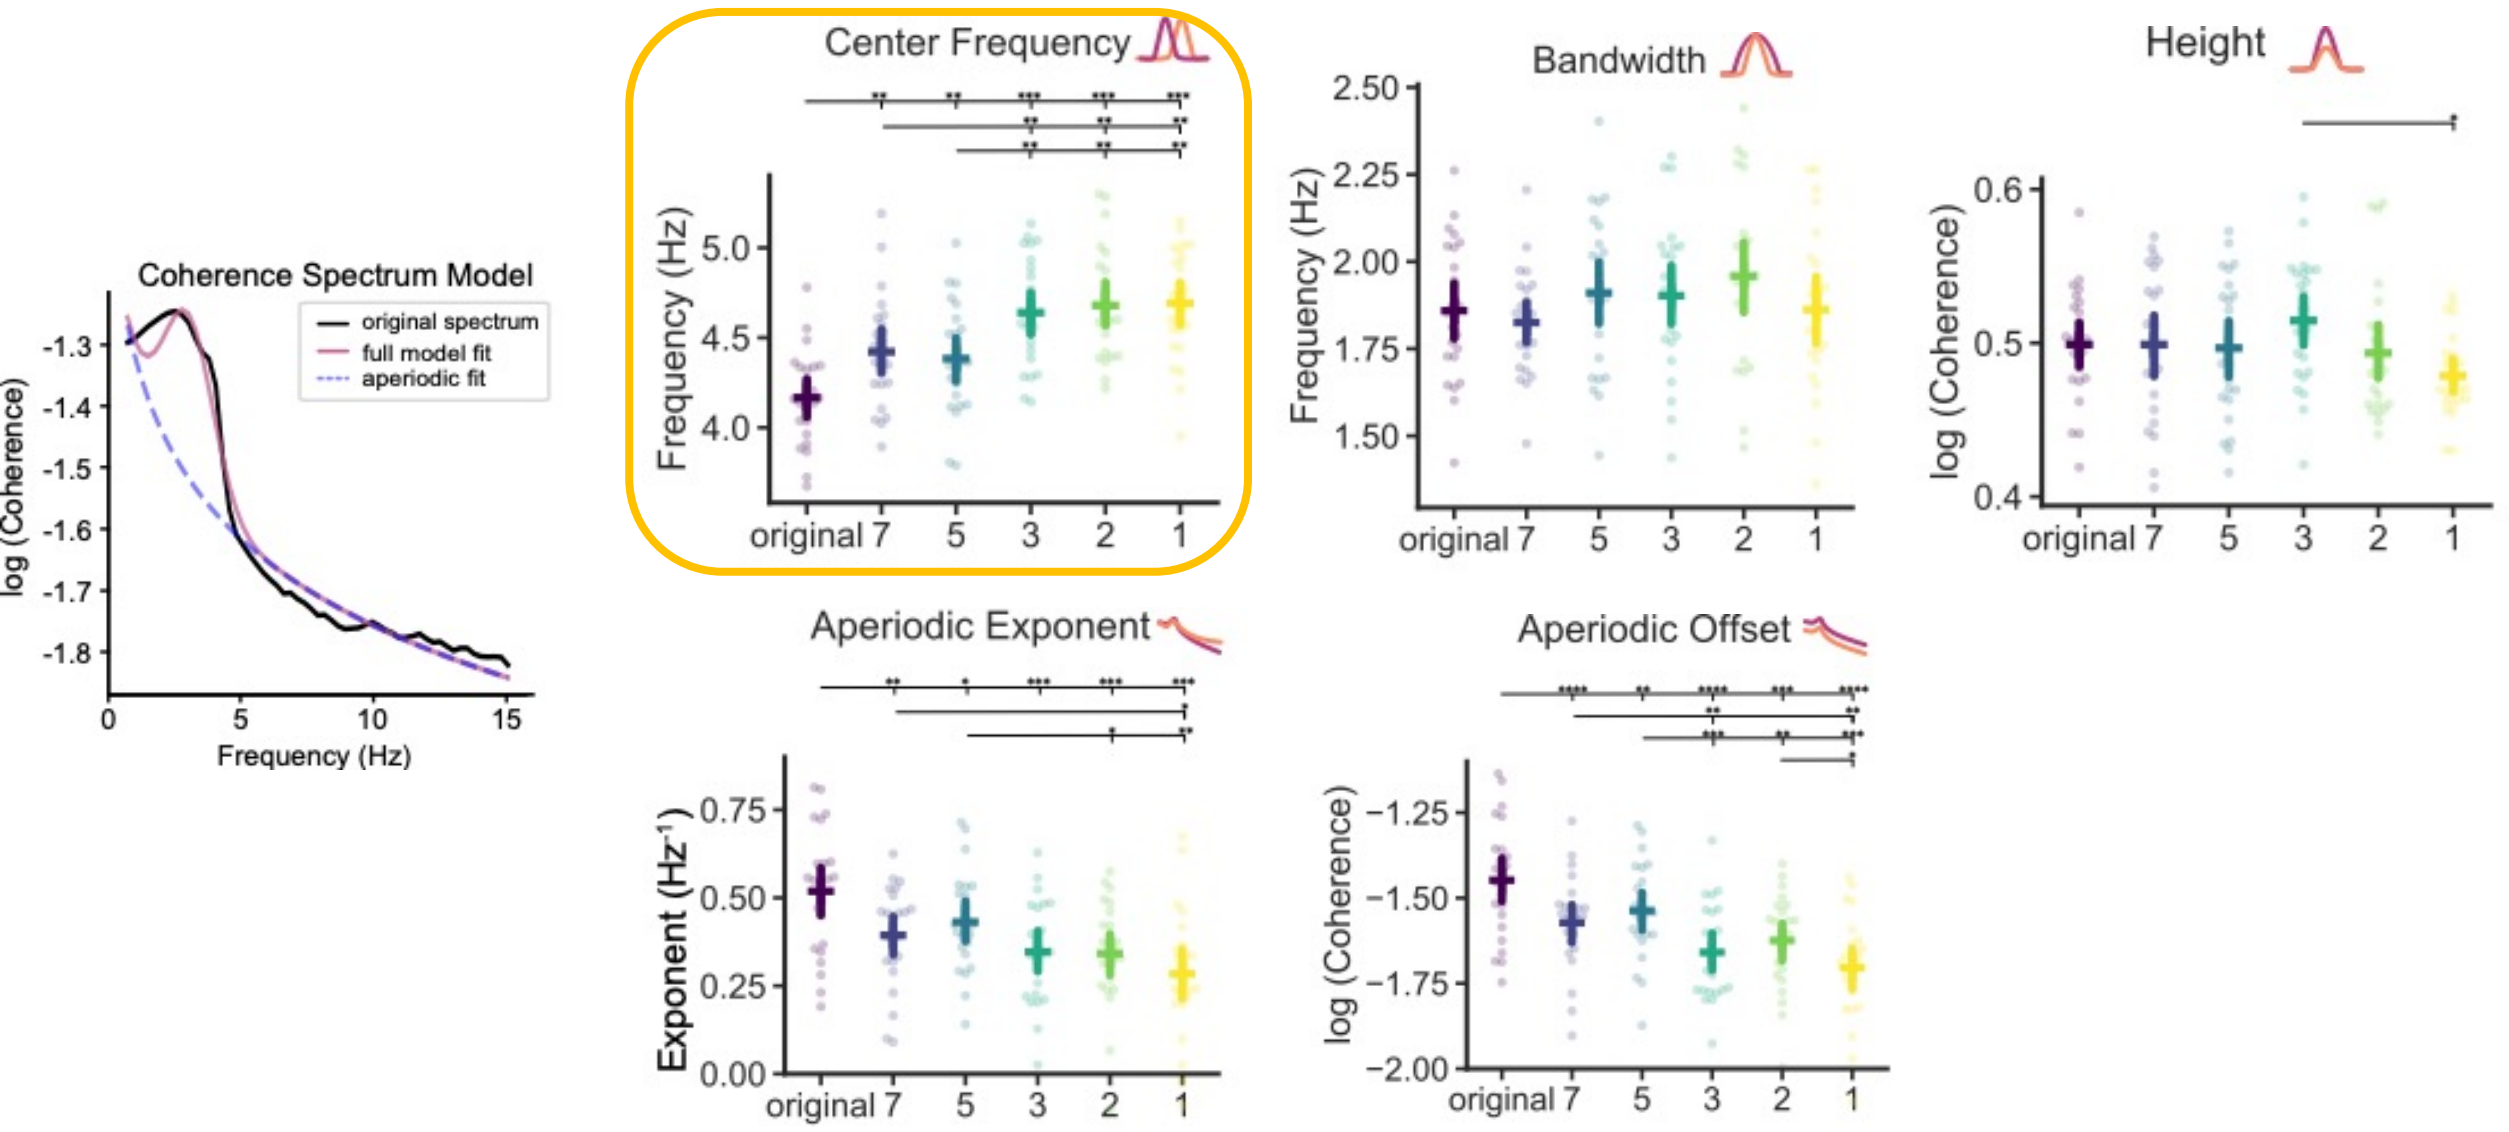 Coherence Spectrum Model
original spectrum
full model fit
aperiodic fit
log (Coherence)
-1.3
-1.4
-1.5
-1.6
-1.7
-1.8
0 5 10 15
Frequency (Hz)
Center Frequency
** ** *** *** ***
** ** **
** ** **
Frequency (Hz)
5.0
4.5
4.0
original 7 5 3 2 1
Bandwidth
Frequency (Hz)
2.50
2.25
2.00
1.75
1.50
original 7 5 3 2 1
Height
*
log (Coherence)
0.6
0.5
0.4
original 7 5 3 2 1
Aperiodic Exponent
** * *** *** ***
*
* **
Exponent (Hz⁻¹)
0.75
0.50
0.25
0.00
original 7 5 3 2 1
Aperiodic Offset
**** ** **** *** ****
** **
*** ** ***
*
log (Coherence)
−1.25
−1.50
−1.75
−2.00
original 7 5 3 2 1